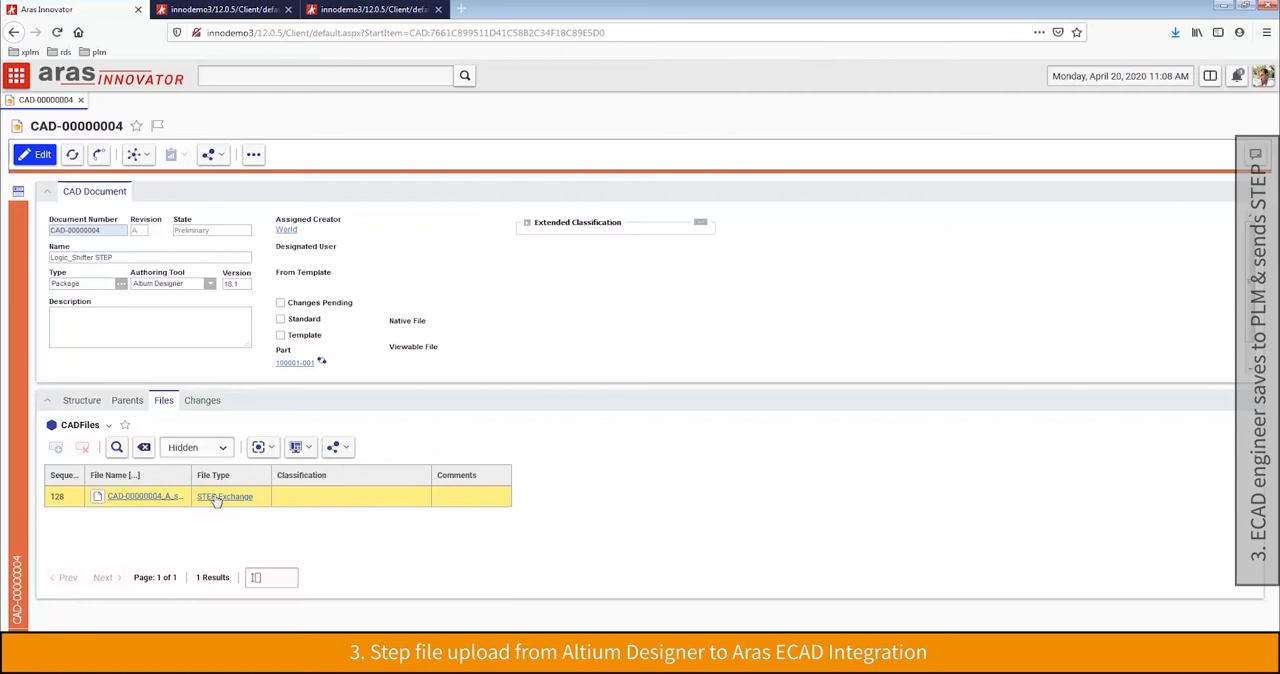 Aras Innovator
innodemo3/12.0.5/Client/defau
innodemo3/12.0.5/Client/defau
innodemo3/12.0.5/Client/default.aspx?StartItem=CAD:7661C899511D41C58B2C34F18C89E5D0
xplm rds plm
aras INNOVATOR
Monday, April 20, 2020 11:08 AM
CAD-00000004
CAD-00000004
Edit
CAD Document
Document Number Revision State
CAD-00000004 A Preliminary
Assigned Creator
World
Extended Classification
Name
Logic_Shifter STEP
Designated User
Type Authoring Tool Version
Package Altium Designer 18.1
From Template
Description
Changes Pending
Standard
Template
Native File
Viewable File
Part
100001-001
Structure Parents Files Changes
CADFiles
Hidden
Seque... File Name [...] File Type Classification Comments
128 CAD-00000004_A_s... STEP Exchange
Prev Next Page: 1 of 1 1 Results
CAD-00000004
3. ECAD engineer saves to PLM & sends STEP
3. Step file upload from Altium Designer to Aras ECAD Integration